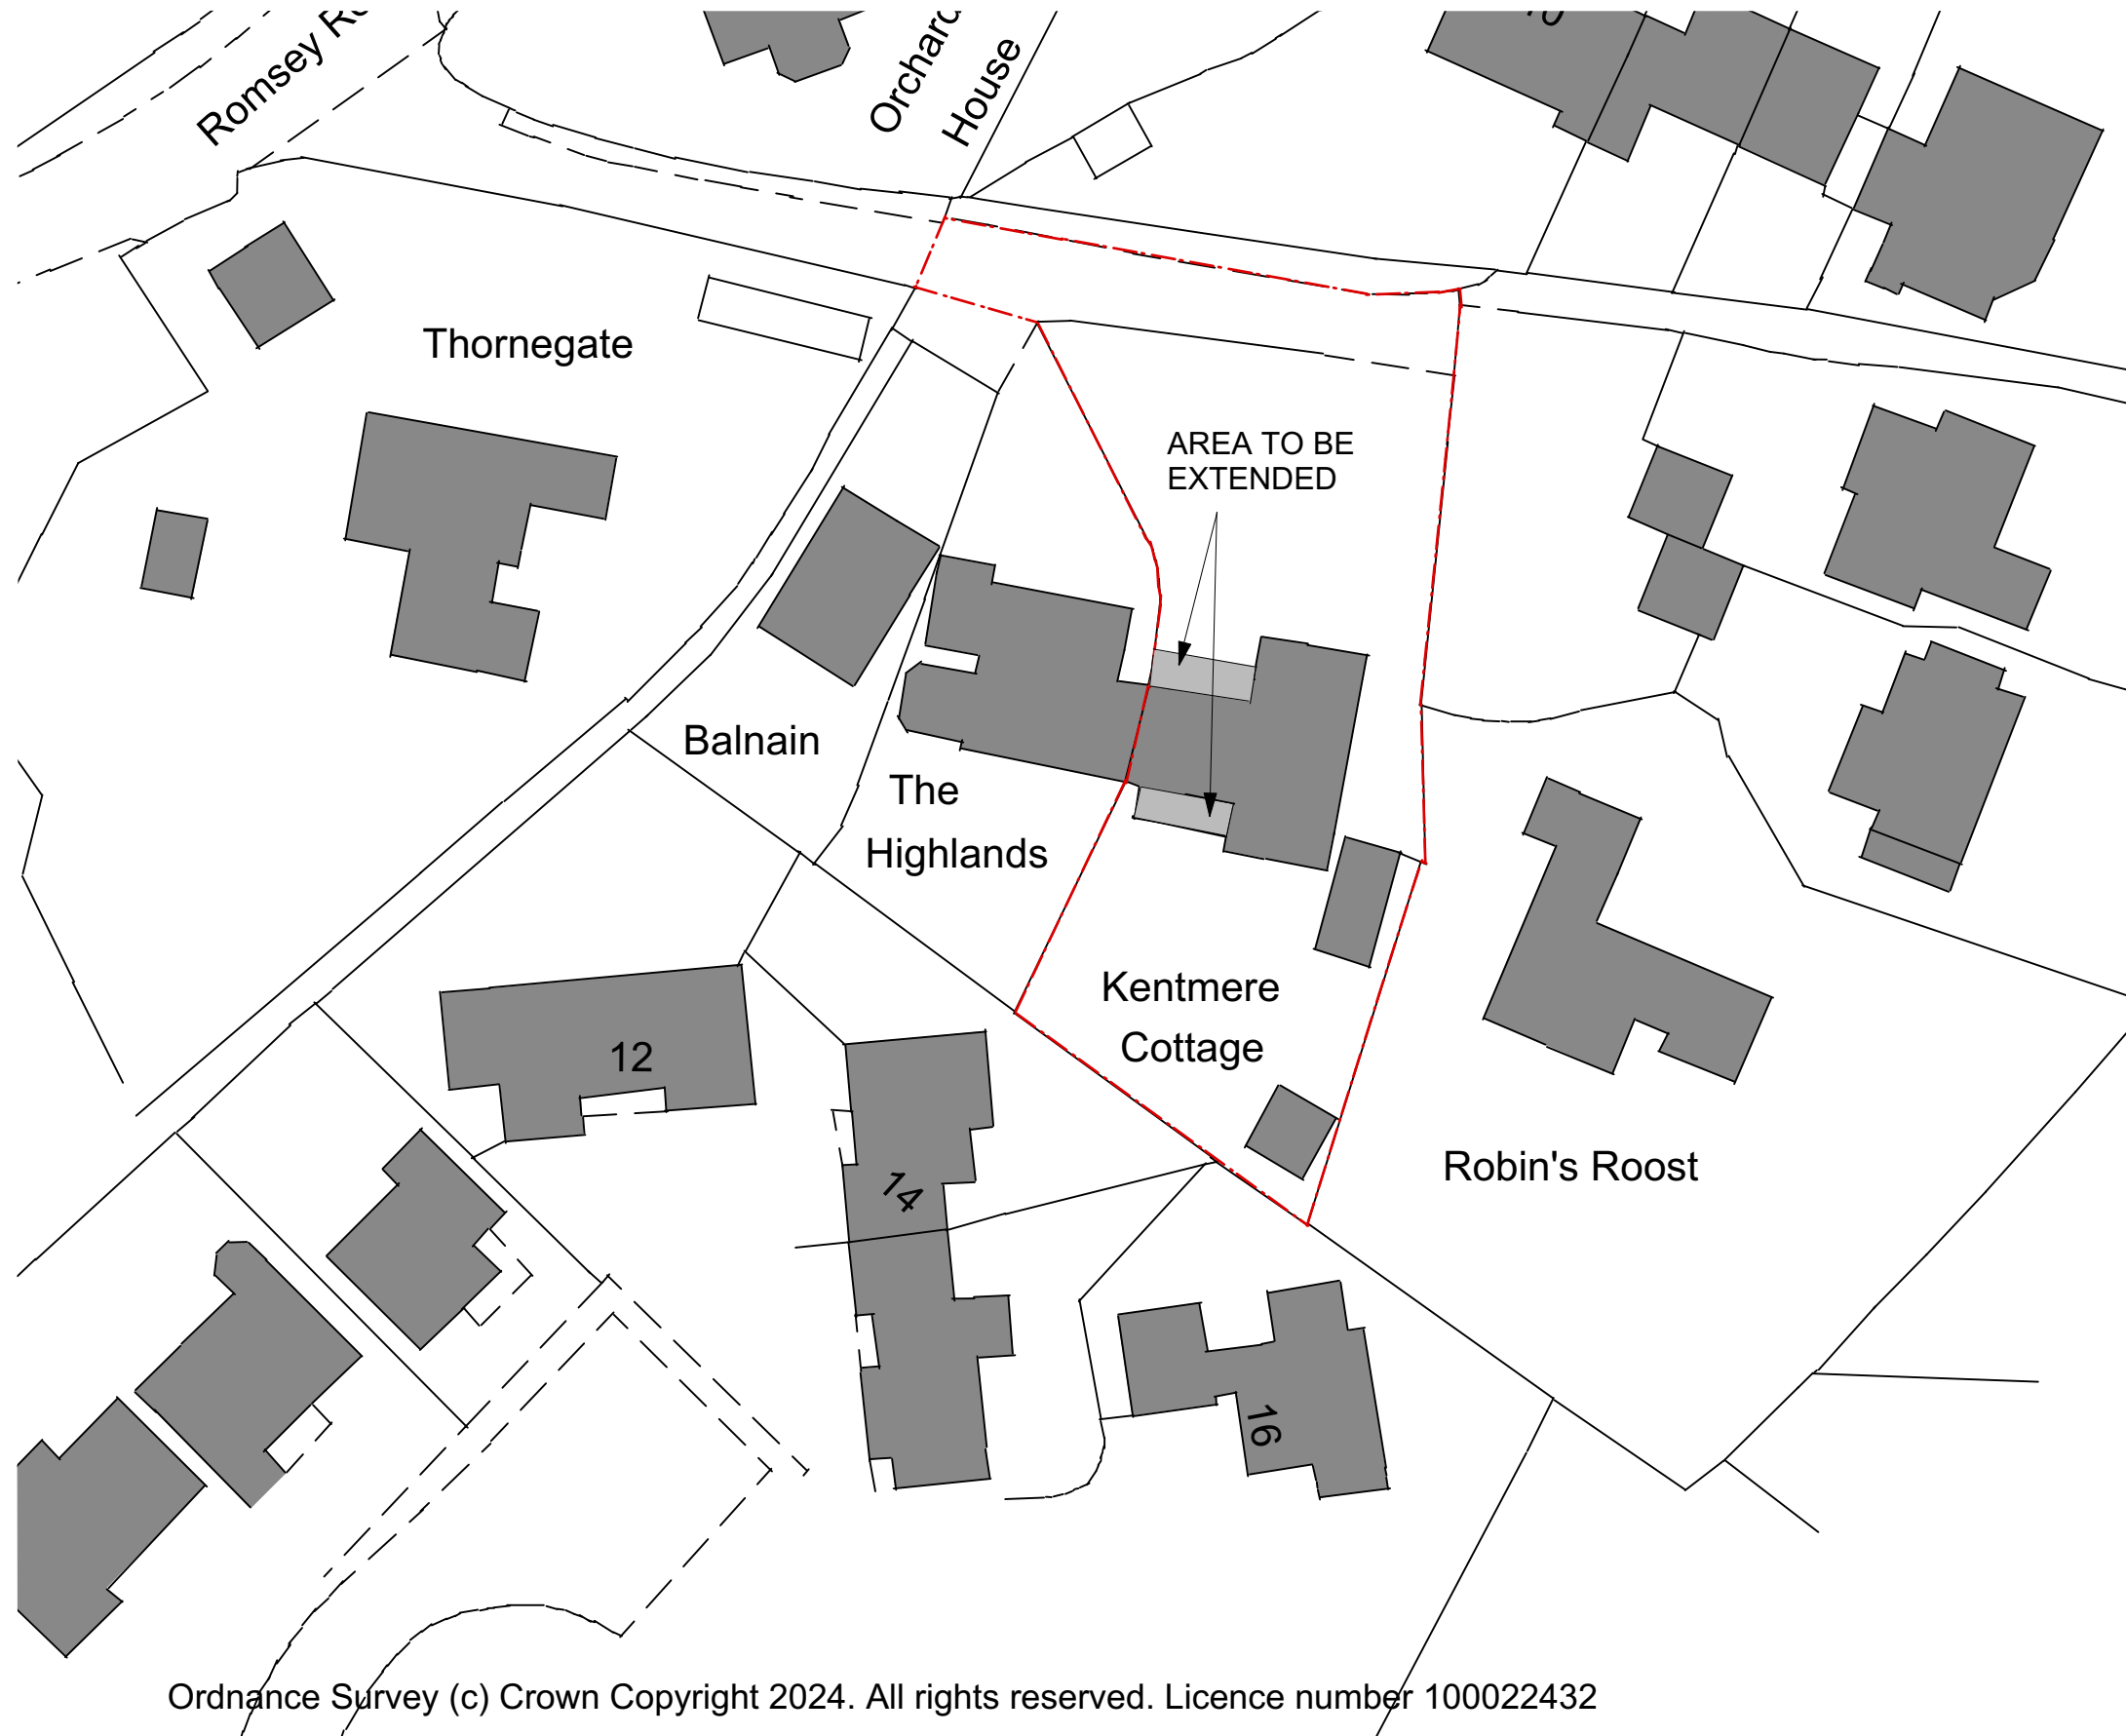 Romsey
Orchard
House
Thornegate
AREA TO BE
EXTENDED
Balnain
The
Highlands
Kentmere
Cottage
12
14
Robin's Roost
16
Ordnance Survey (c) Crown Copyright 2024. All rights reserved. Licence number 100022432